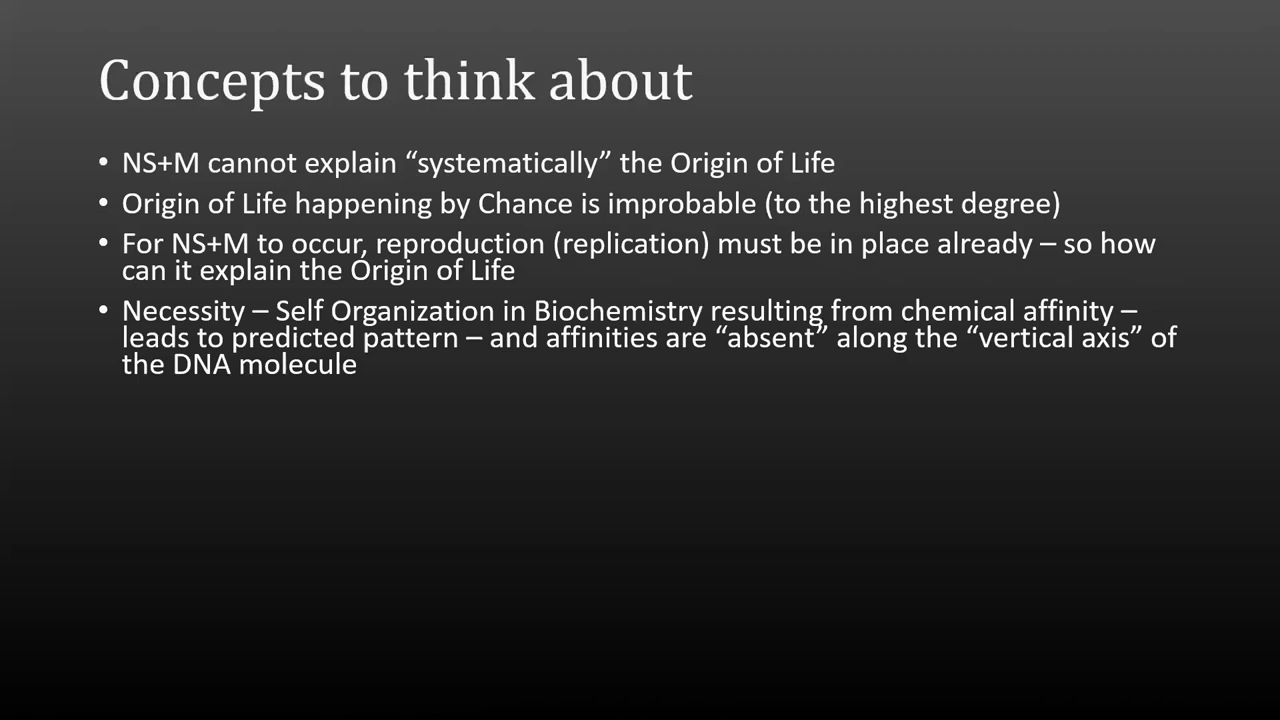 Concepts to think about
• NS+M cannot explain “systematically” the Origin of Life
• Origin of Life happening by Chance is improbable (to the highest degree)
• For NS+M to occur, reproduction (replication) must be in place already – so how
can it explain the Origin of Life
• Necessity – Self Organization in Biochemistry resulting from chemical affinity –
leads to predicted pattern – and affinities are “absent” along the “vertical axis” of
the DNA molecule